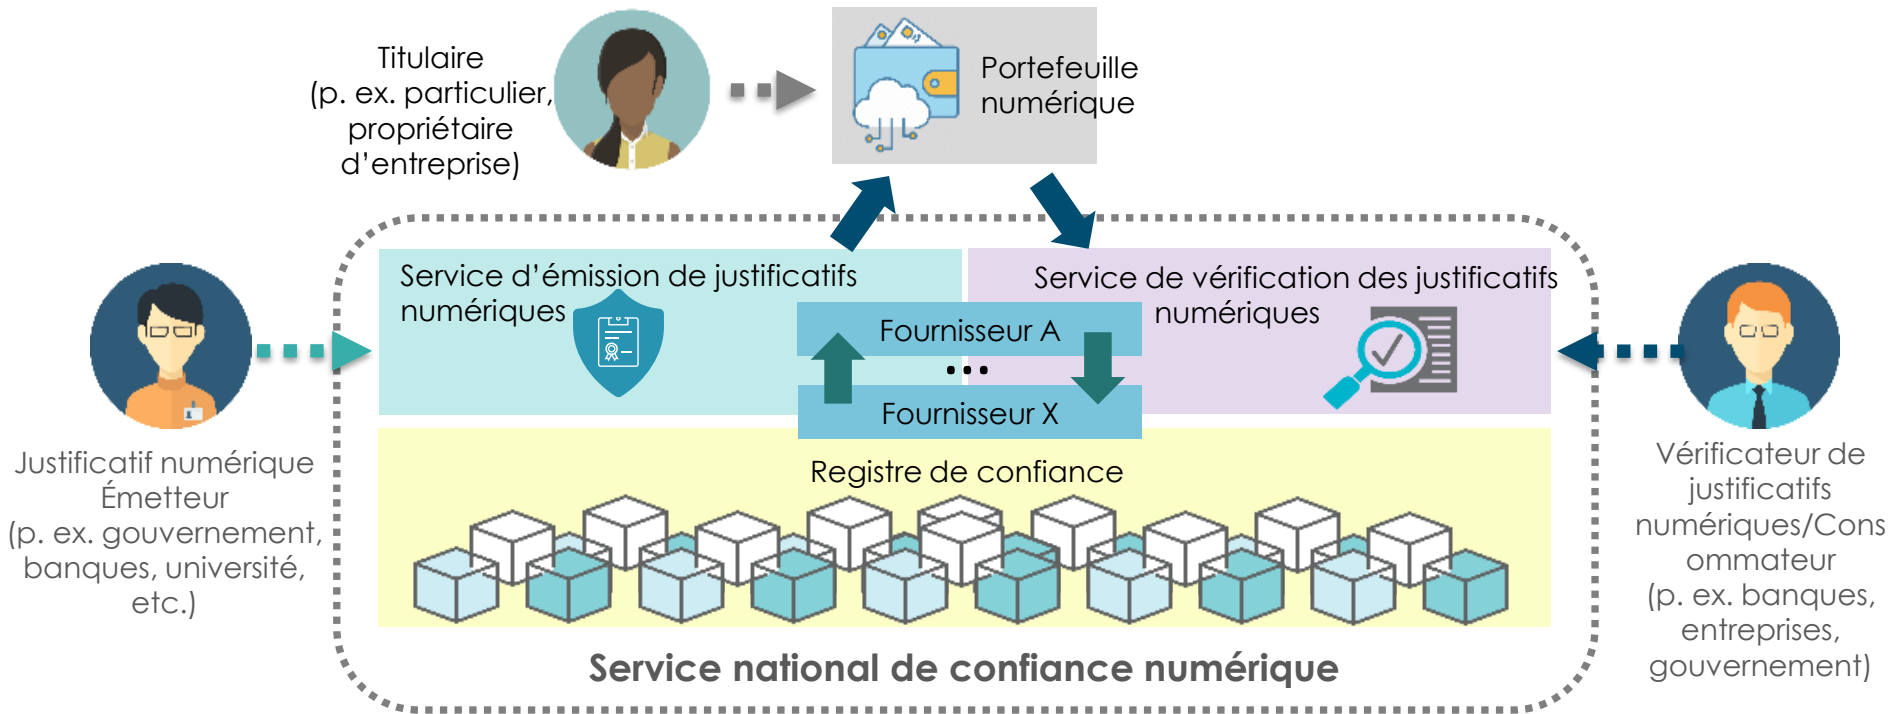 Titulaire
(p. ex. particulier,
propriétaire
d’entreprise)
Portefeuille
numérique
Service d’émission de justificatifs
numériques
Service de vérification des justificatifs
numériques
Fournisseur A
...
Fournisseur X
Justificatif numérique
Émetteur
(p. ex. gouvernement,
banques, université,
etc.)
Vérificateur de
justificatifs
numériques/Cons
ommateur
(p. ex. banques,
entreprises,
gouvernement)
Registre de confiance
Service national de confiance numérique